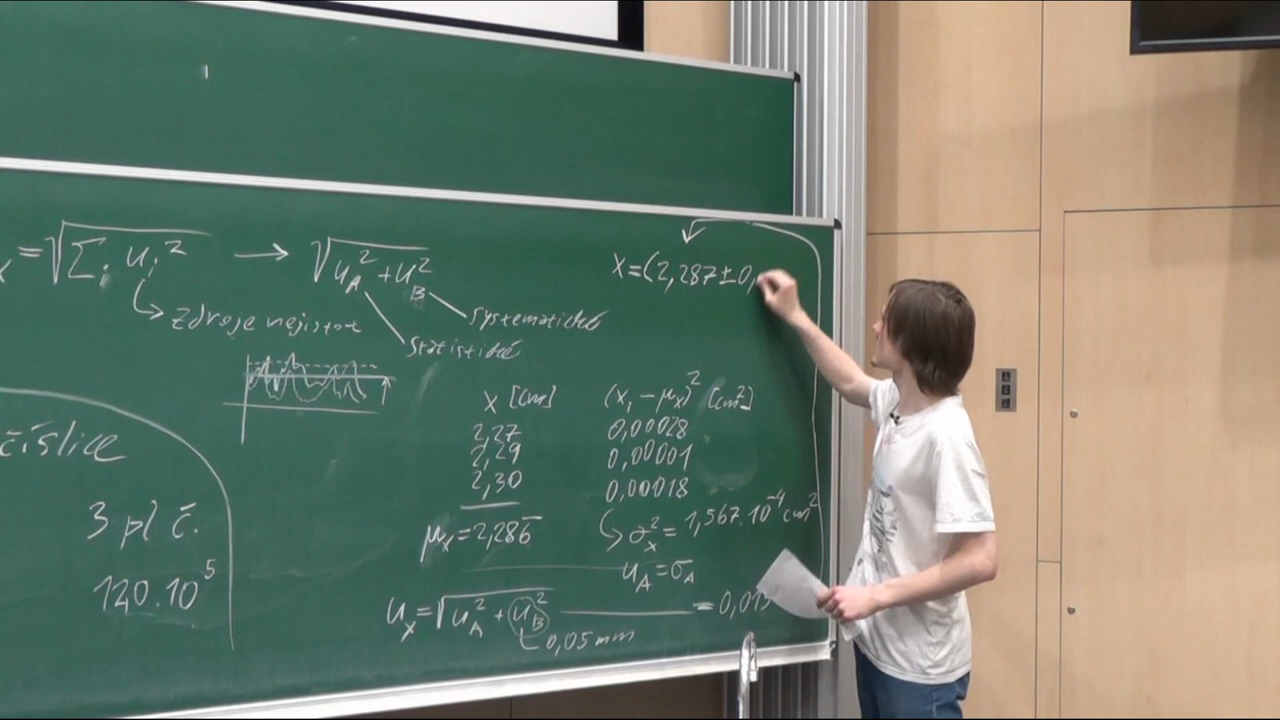 x = √Σᵢ uᵢ² → √u_A² + u_B²
zdroje nejistot
systematické
statistické
x = (2,287 ± 0,
číslice
3 pl č.
120.10⁵
x [cm] (xᵢ - μₓ)² [cm²]
2,27 0,00028
2,29 0,00001
2,30 0,00018
μₓ = 2,286̅
σₓ² = 1,567.10⁻⁴ cm²
u_A = σ_A
uₓ = √u_A² + u_B² = 0,01
0,05 mm